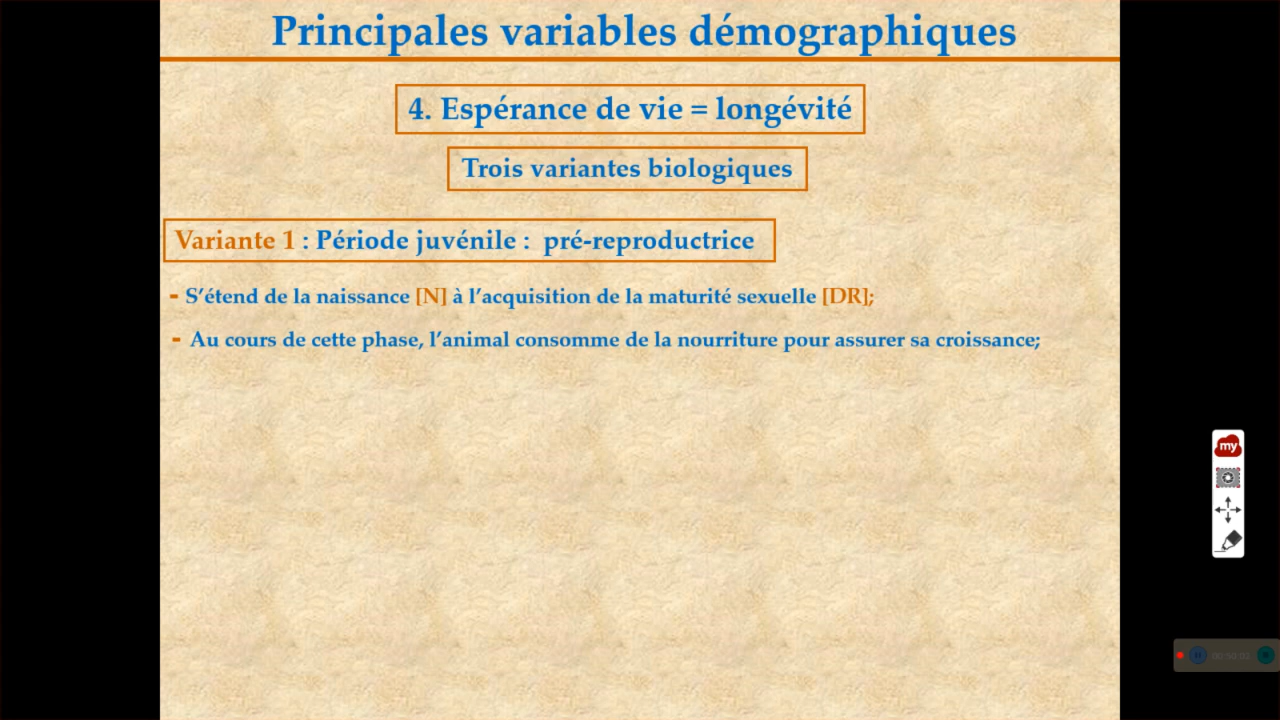 Principales variables démographiques
4. Espérance de vie = longévité
Trois variantes biologiques
Variante 1 : Période juvénile : pré-reproductrice
- S’étend de la naissance [N] à l’acquisition de la maturité sexuelle [DR];
- Au cours de cette phase, l’animal consomme de la nourriture pour assurer sa croissance;
my